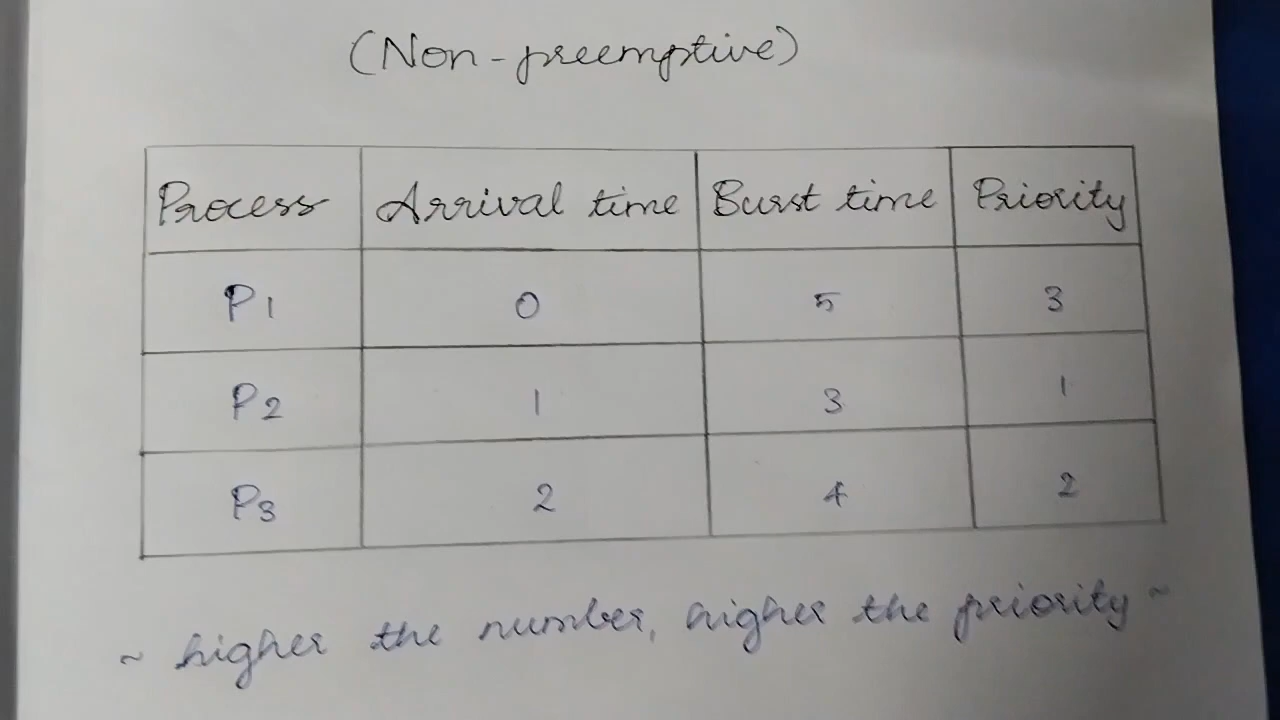 (Non-preemptive)
Process Arrival time Burst time Priority
P1 0 5 3
P2 1 3 1
P3 2 4 2
~ higher the number, higher the priority ~